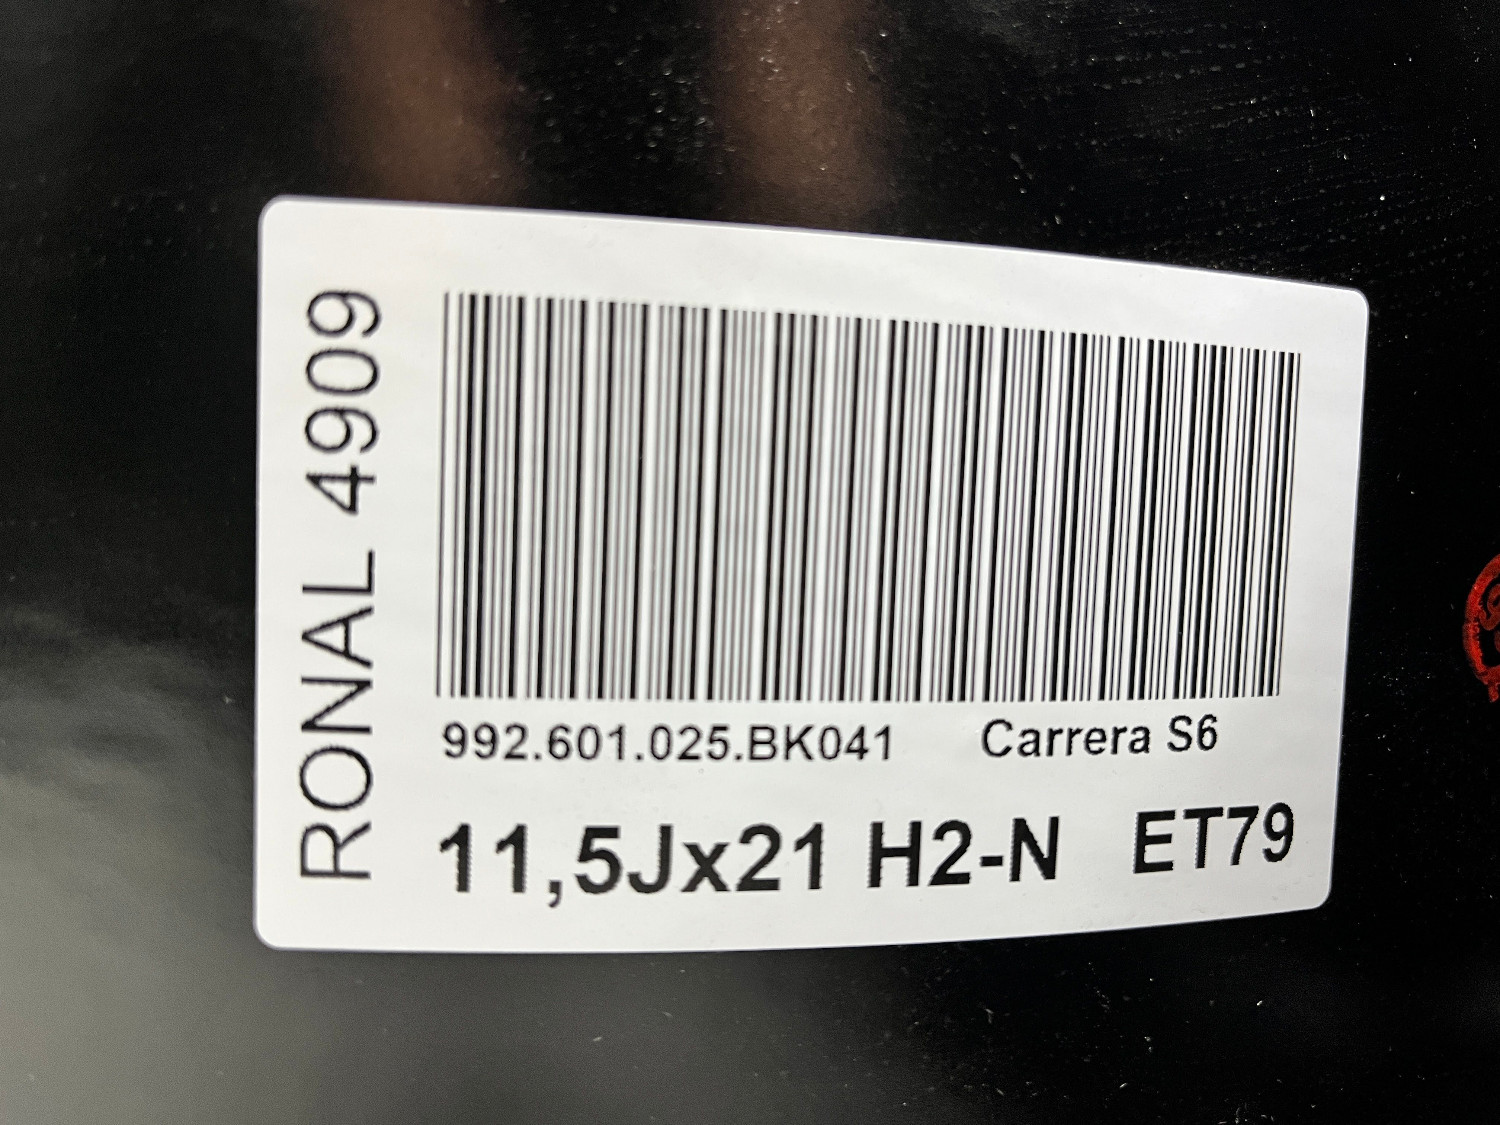 RONAL 4909
992.601.025.BK041 Carrera S6
11,5Jx21 H2-N ET79